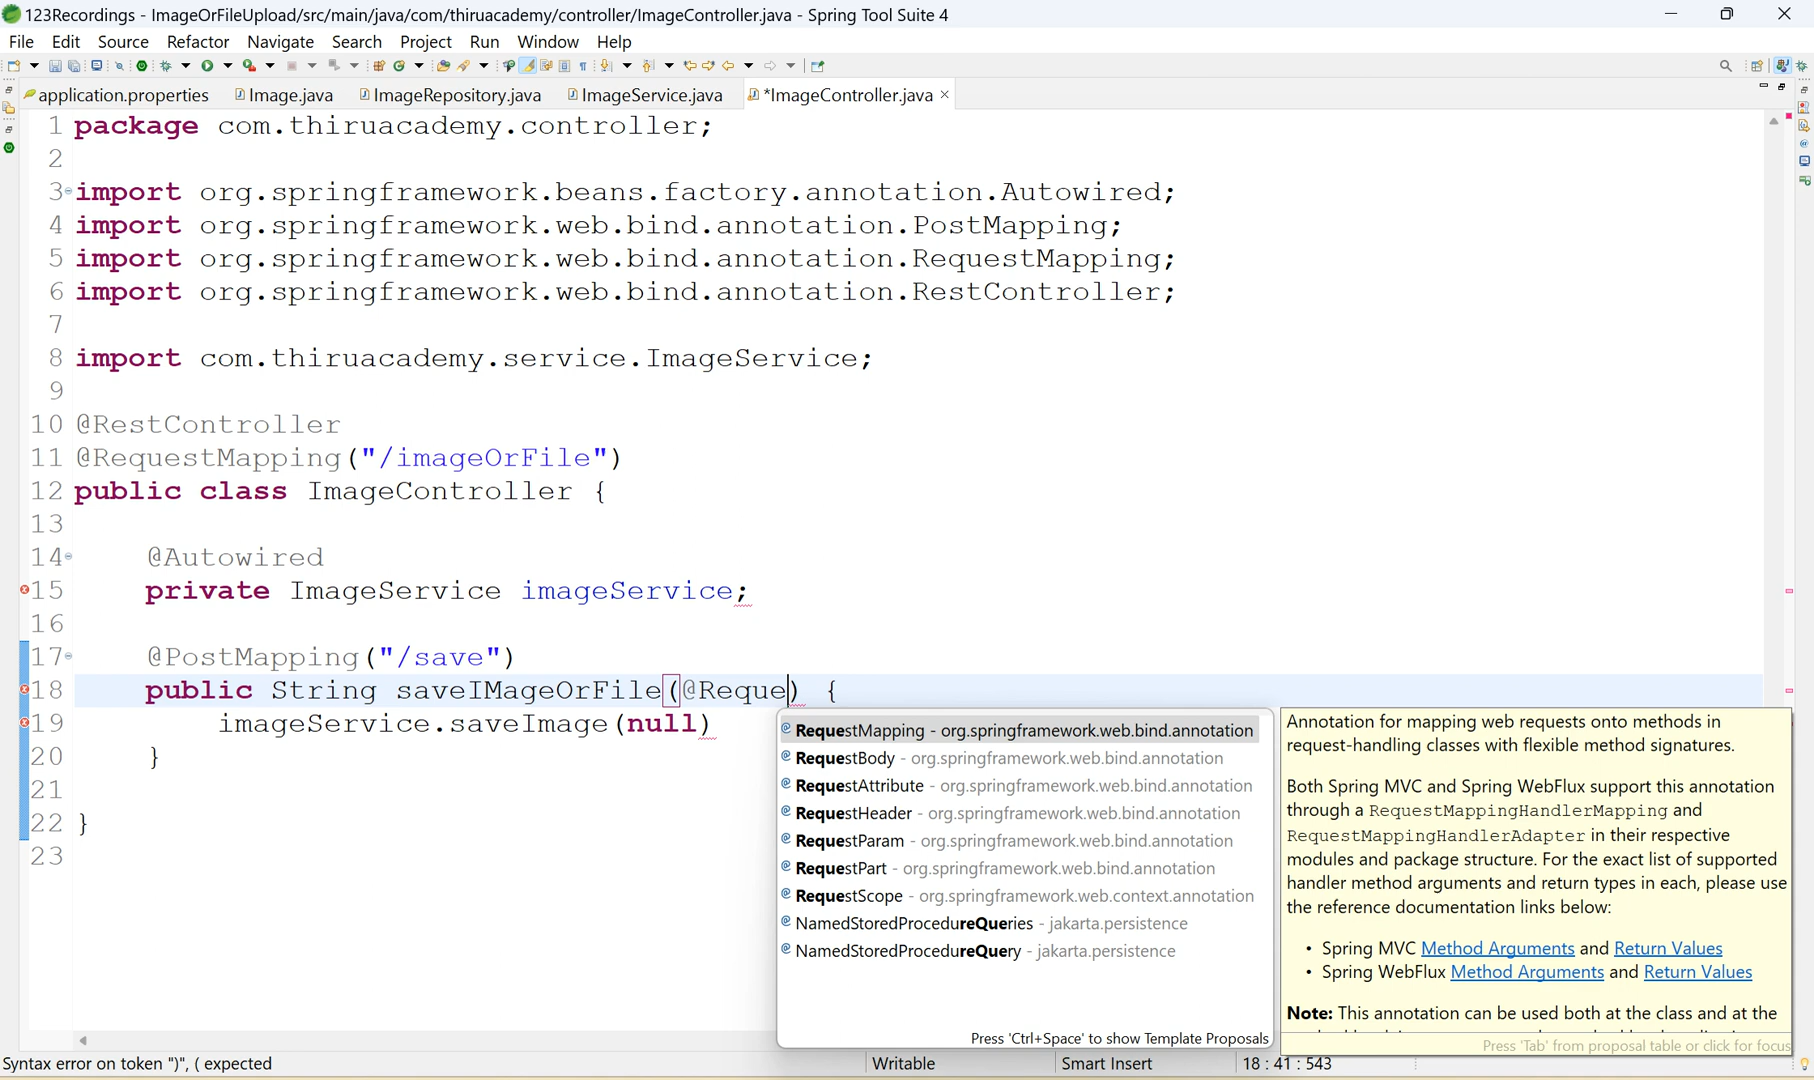 123Recordings - ImageOrFileUpload/src/main/java/com/thiruacademy/controller/ImageController.java - Spring Tool Suite 4
File Edit Source Refactor Navigate Search Project Run Window Help
application.properties Image.java ImageRepository.java ImageService.java *ImageController.java
1 package com.thiruacademy.controller;
2
3 import org.springframework.beans.factory.annotation.Autowired;
4 import org.springframework.web.bind.annotation.PostMapping;
5 import org.springframework.web.bind.annotation.RequestMapping;
6 import org.springframework.web.bind.annotation.RestController;
7
8 import com.thiruacademy.service.ImageService;
9
10 @RestController
11 @RequestMapping("/imageOrFile")
12 public class ImageController {
13
14 @Autowired
15 private ImageService imageService;
16
17 @PostMapping("/save")
18 public String saveIMageOrFile(@Reque) {
19 imageService.saveImage(null)
20 }
21
22 }
23
RequestMapping - org.springframework.web.bind.annotation
RequestBody - org.springframework.web.bind.annotation
RequestAttribute - org.springframework.web.bind.annotation
RequestHeader - org.springframework.web.bind.annotation
RequestParam - org.springframework.web.bind.annotation
RequestPart - org.springframework.web.bind.annotation
RequestScope - org.springframework.web.context.annotation
NamedStoredProcedureQueries - jakarta.persistence
NamedStoredProcedureQuery - jakarta.persistence
Press 'Ctrl+Space' to show Template Proposals
Annotation for mapping web requests onto methods in
request-handling classes with flexible method signatures.
Both Spring MVC and Spring WebFlux support this annotation
through a RequestMappingHandlerMapping and
RequestMappingHandlerAdapter in their respective
modules and package structure. For the exact list of supported
handler method arguments and return types in each, please use
the reference documentation links below:
• Spring MVC Method Arguments and Return Values
• Spring WebFlux Method Arguments and Return Values
Note: This annotation can be used both at the class and at the
Press 'Tab' from proposal table or click for focus
Syntax error on token ")", ( expected
Writable
Smart Insert
18 : 41 : 543